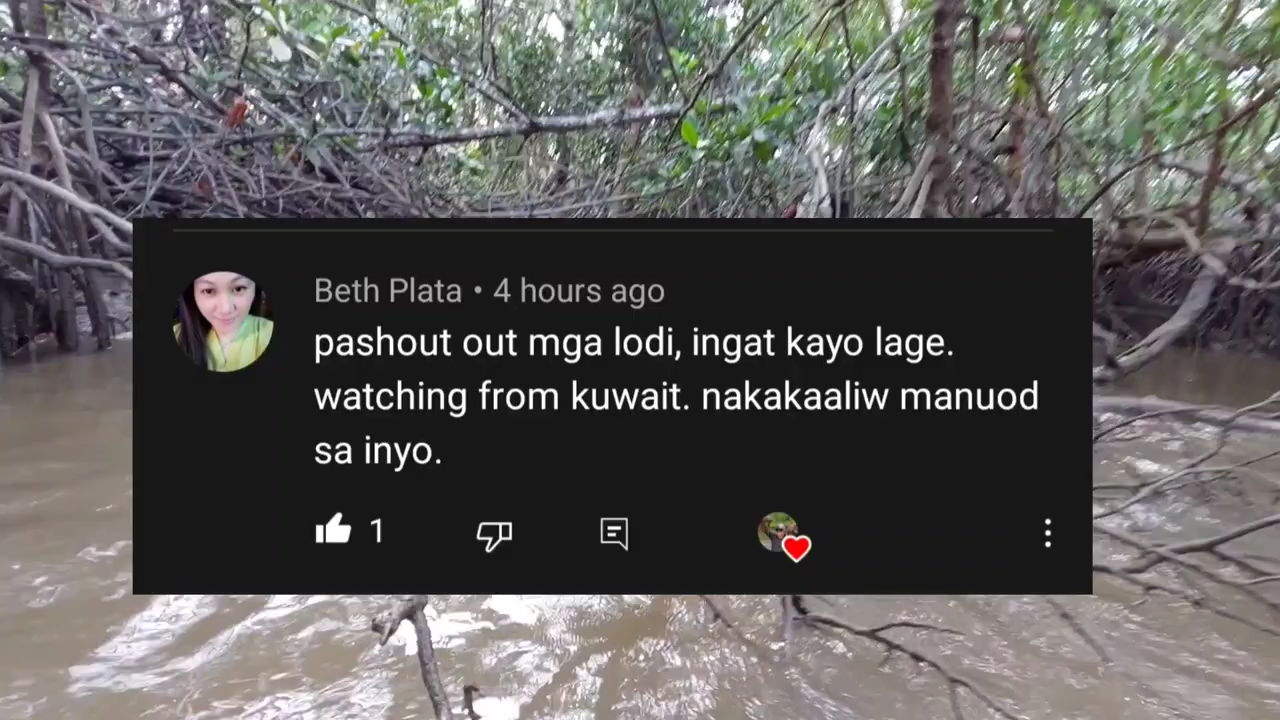 Beth Plata • 4 hours ago
pashout out mga lodi, ingat kayo lage.
watching from kuwait. nakakaaliw manuod
sa inyo.
1